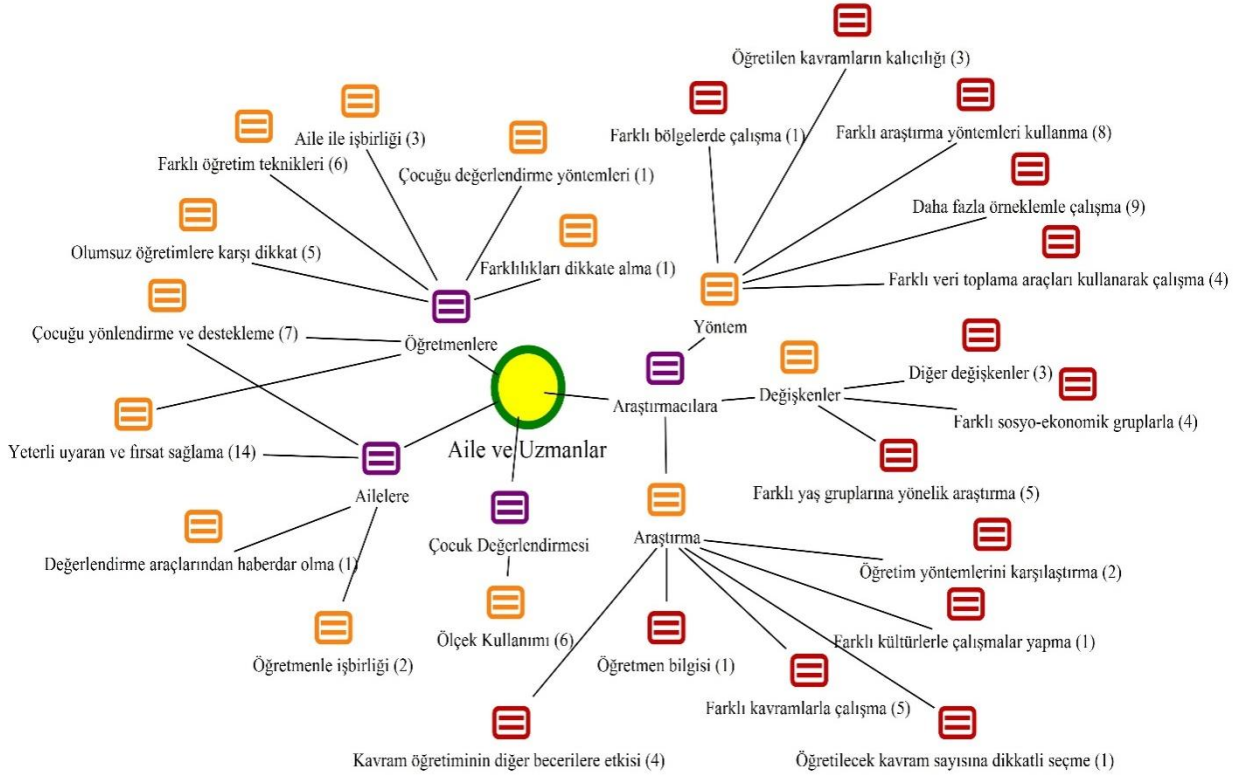 Öğretilen kavramların kalıcılığı (3)
Farklı bölgelerde çalışma (1)
Farklı araştırma yöntemleri kullanma (8)
Aile ile işbirliği (3)
Farklı öğretim teknikleri (6)
Çocuğu değerlendirme yöntemleri (1)
Daha fazla örneklemle çalışma (9)
Olumsuz öğretimlere karşı dikkat (5)
Farklılıkları dikkate alma (1)
Farklı veri toplama araçları kullanarak çalışma (4)
Çocuğu yönlendirme ve destekleme (7)
Öğretmenlere
Yöntem
Diğer değişkenler (3)
Değişkenler
Araştırmacılara
Farklı sosyo-ekonomik gruplarla (4)
Yeterli uyaran ve fırsat sağlama (14)
Aile ve Uzmanlar
Farklı yaş gruplarına yönelik araştırma (5)
Ailelere
Çocuk Değerlendirmesi
Araştırma
Değerlendirme araçlarından haberdar olma (1)
Öğretim yöntemlerini karşılaştırma (2)
Ölçek Kullanımı (6)
Farklı kültürlerle çalışmalar yapma (1)
Öğretmenle işbirliği (2)
Öğretmen bilgisi (1)
Farklı kavramlarla çalışma (5)
Kavram öğretiminin diğer becerilere etkisi (4)
Öğretilecek kavram sayısına dikkatli seçme (1)